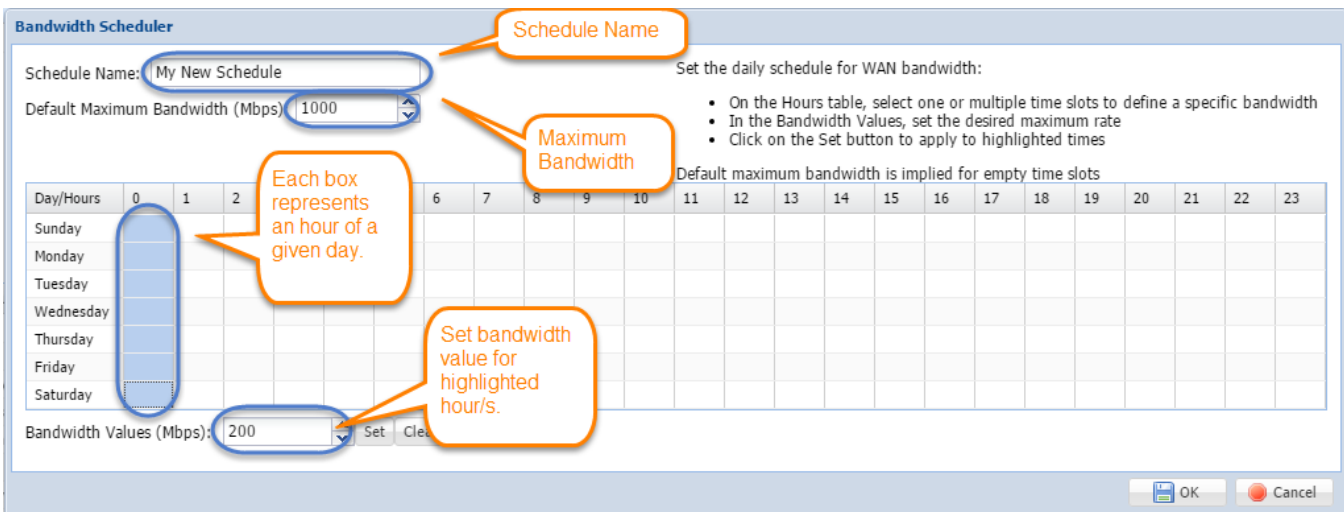 Bandwidth Scheduler
Schedule Name
Schedule Name: My New Schedule
Default Maximum Bandwidth (Mbps) 1000
Maximum
Bandwidth
Set the daily schedule for WAN bandwidth:
• On the Hours table, select one or multiple time slots to define a specific bandwidth
• In the Bandwidth Values, set the desired maximum rate
• Click on the Set button to apply to highlighted times
Default maximum bandwidth is implied for empty time slots
Each box
represents
an hour of a
given day.
Day/Hours 0 1 2 6 7 8 9 10 11 12 13 14 15 16 17 18 19 20 21 22 23
Sunday
Monday
Tuesday
Wednesday
Thursday
Friday
Saturday
Set bandwidth
value for
highlighted
hour/s.
Bandwidth Values (Mbps): 200 Set
OK Cancel